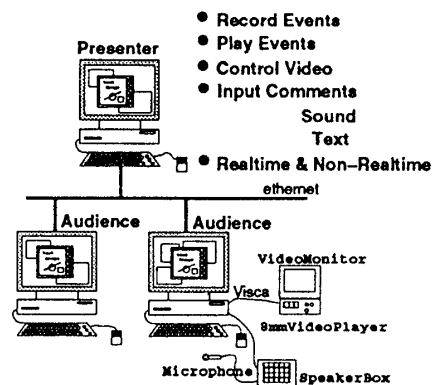 Presenter
● Record Events
● Play Events
● Control Video
● Input Comments
Sound
Text
● Realtime & Non-Realtime
ethernet
Audience
Audience
VideoMonitor
Visca
8mmVideoPlayer
Microphone
SpeakerBox